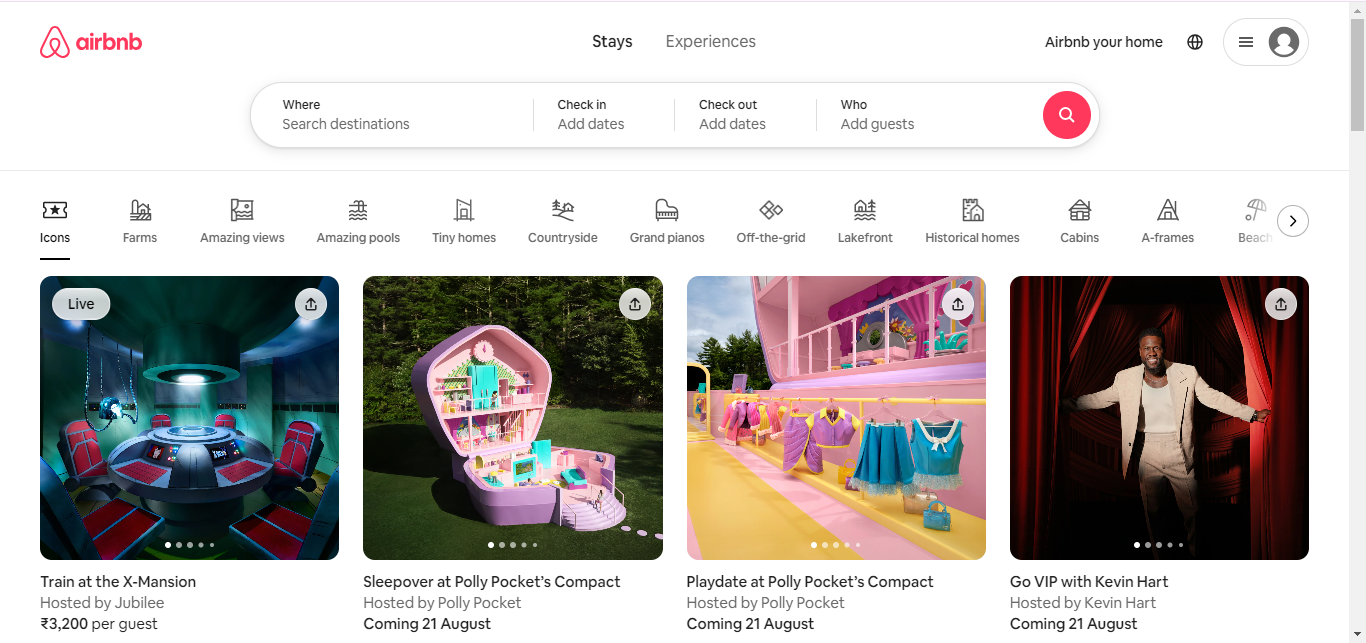 airbnb
Stays Experiences
Airbnb your home
Where Check in Check out Who
Search destinations Add dates Add dates Add guests
Icons Farms Amazing views Amazing pools Tiny homes Countryside Grand pianos Off-the-grid Lakefront Historical homes Cabins A-frames Beach
Live
Train at the X-Mansion
Hosted by Jubilee
₹3,200 per guest
Sleepover at Polly Pocket’s Compact
Hosted by Polly Pocket
Coming 21 August
Playdate at Polly Pocket’s Compact
Hosted by Polly Pocket
Coming 21 August
Go VIP with Kevin Hart
Hosted by Kevin Hart
Coming 21 August